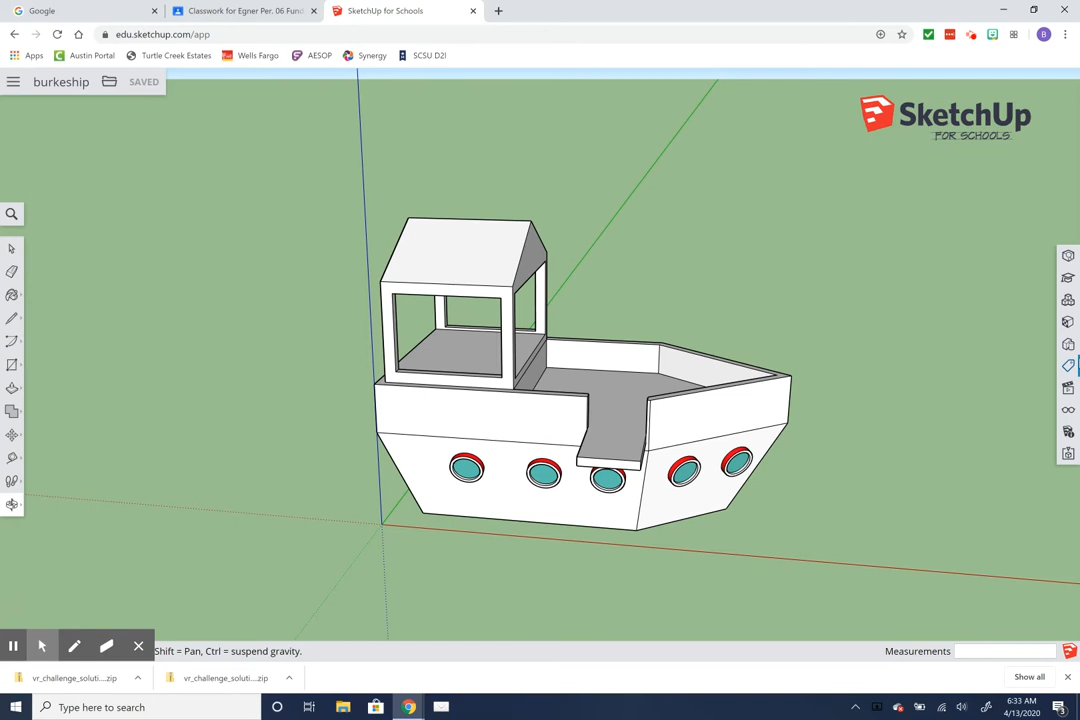 Google
Classwork for Egner Per. 06 Fund
SketchUp for Schools
edu.sketchup.com/app
Apps
Austin Portal
Turtle Creek Estates
Wells Fargo
AESOP
Synergy
SCSU D2l
burkeship
SAVED
SketchUp
FOR SCHOOLS
Shift = Pan, Ctrl = suspend gravity.
Measurements
vr_challenge_soluti....zip
vr_challenge_soluti....zip
Show all
Type here to search
6:33 AM
4/13/2020